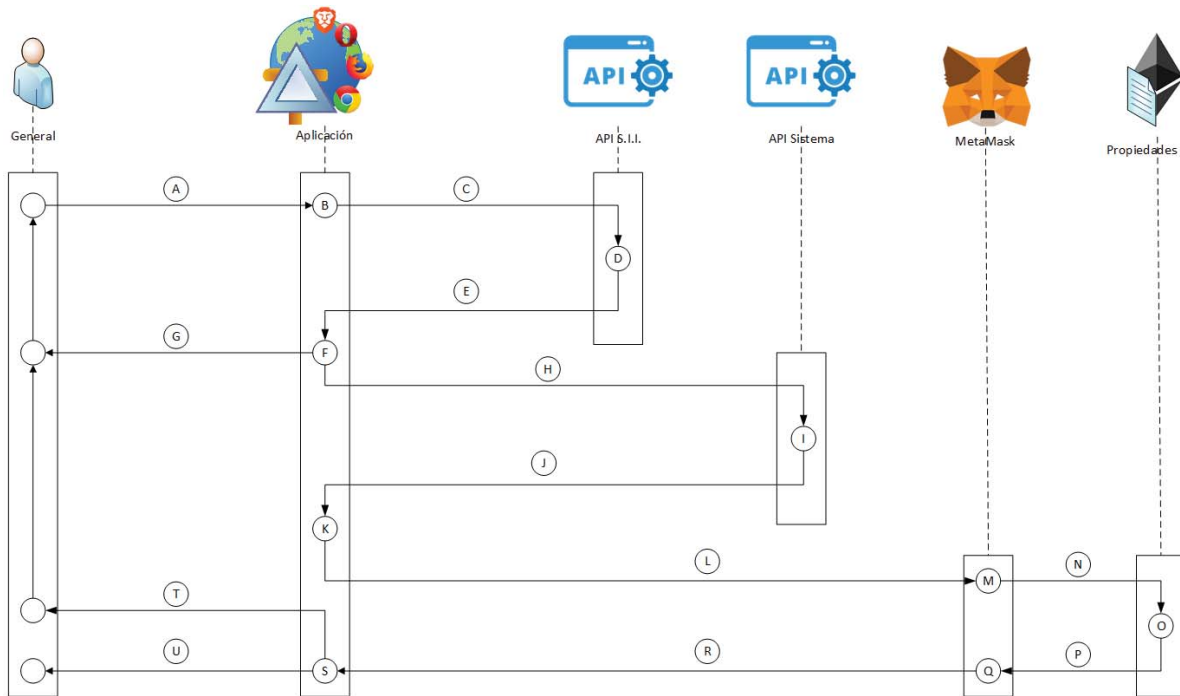 API
API
General
Aplicación
API S.I.I.
API Sistema
MetaMask
Propiedades
A
B
C
D
E
G
F
H
I
J
K
L
M
N
T
O
U
S
R
Q
P